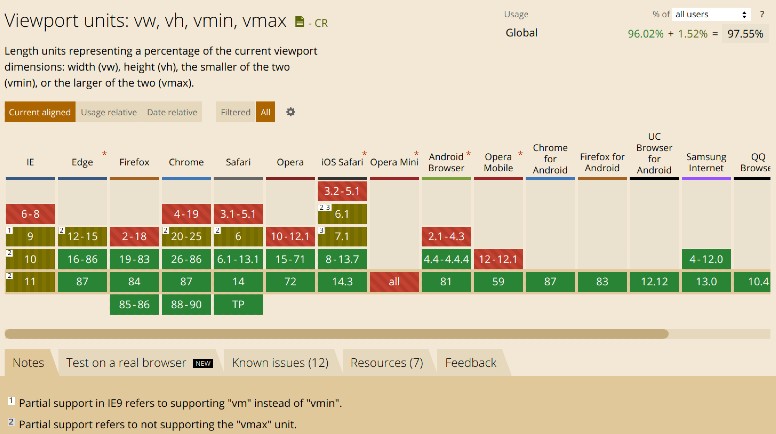 Viewport units: vw, vh, vmin, vmax - CR
Usage % of all users ?
Global 96.02% + 1.52% = 97.55%
Length units representing a percentage of the current viewport
dimensions: width (vw), height (vh), the smaller of the two
(vmin), or the larger of the two (vmax).
Current aligned Usage relative Date relative Filtered All
IE Edge * Firefox Chrome Safari Opera iOS Safari * Opera Mini * Android Browser * Opera Mobile * Chrome for Android Firefox for Android UC Browser for Android Samsung Internet QQ Browse
3.2-5.1
6-8 4-19 3.1-5.1 2 3 6.1
1 9 2 12-15 2-18 2 20-25 2 6 10-12.1 3 7.1 2.1-4.3
2 10 16-86 19-83 26-86 6.1-13.1 15-71 8-13.7 4.4-4.4.4 12-12.1 4-12.0
2 11 87 84 87 14 72 14.3 all 81 59 87 83 12.12 13.0 10.4
85-86 88-90 TP
Notes Test on a real browser NEW Known issues (12) Resources (7) Feedback
1 Partial support in IE9 refers to supporting "vm" instead of "vmin".
2 Partial support refers to not supporting the "vmax" unit.